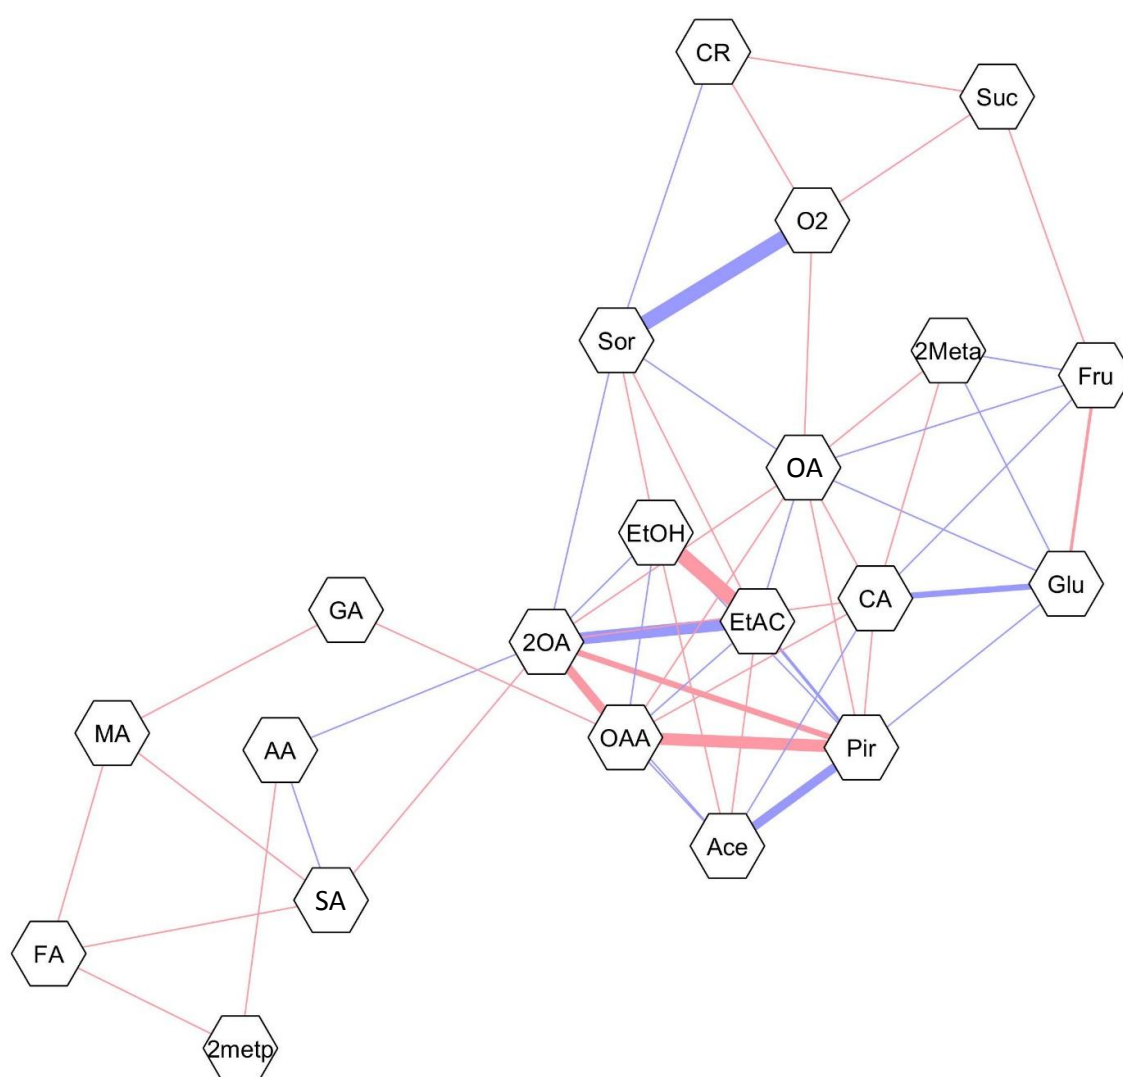 CR
Suc
O2
Sor
2Meta
Fru
OA
EtOH
Glu
CA
GA
EtAC
2OA
MA
AA
OAA
Pir
Ace
SA
FA
2metp